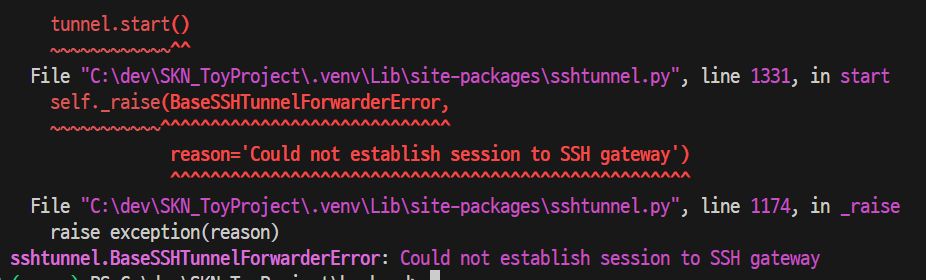 tunnel.start()
~~~~~~~~~~~~^^
File "C:\dev\SKN_ToyProject\.venv\Lib\site-packages\sshtunnel.py", line 1331, in start
self._raise(BaseSSHTunnelForwarderError,
~~~~~~~~~~~^^^^^^^^^^^^^^^^^^^^^^^^^^^^^
reason='Could not establish session to SSH gateway')
^^^^^^^^^^^^^^^^^^^^^^^^^^^^^^^^^^^^^^^^^^^^^^^^^^^^
File "C:\dev\SKN_ToyProject\.venv\Lib\site-packages\sshtunnel.py", line 1174, in _raise
raise exception(reason)
sshtunnel.BaseSSHTunnelForwarderError: Could not establish session to SSH gateway